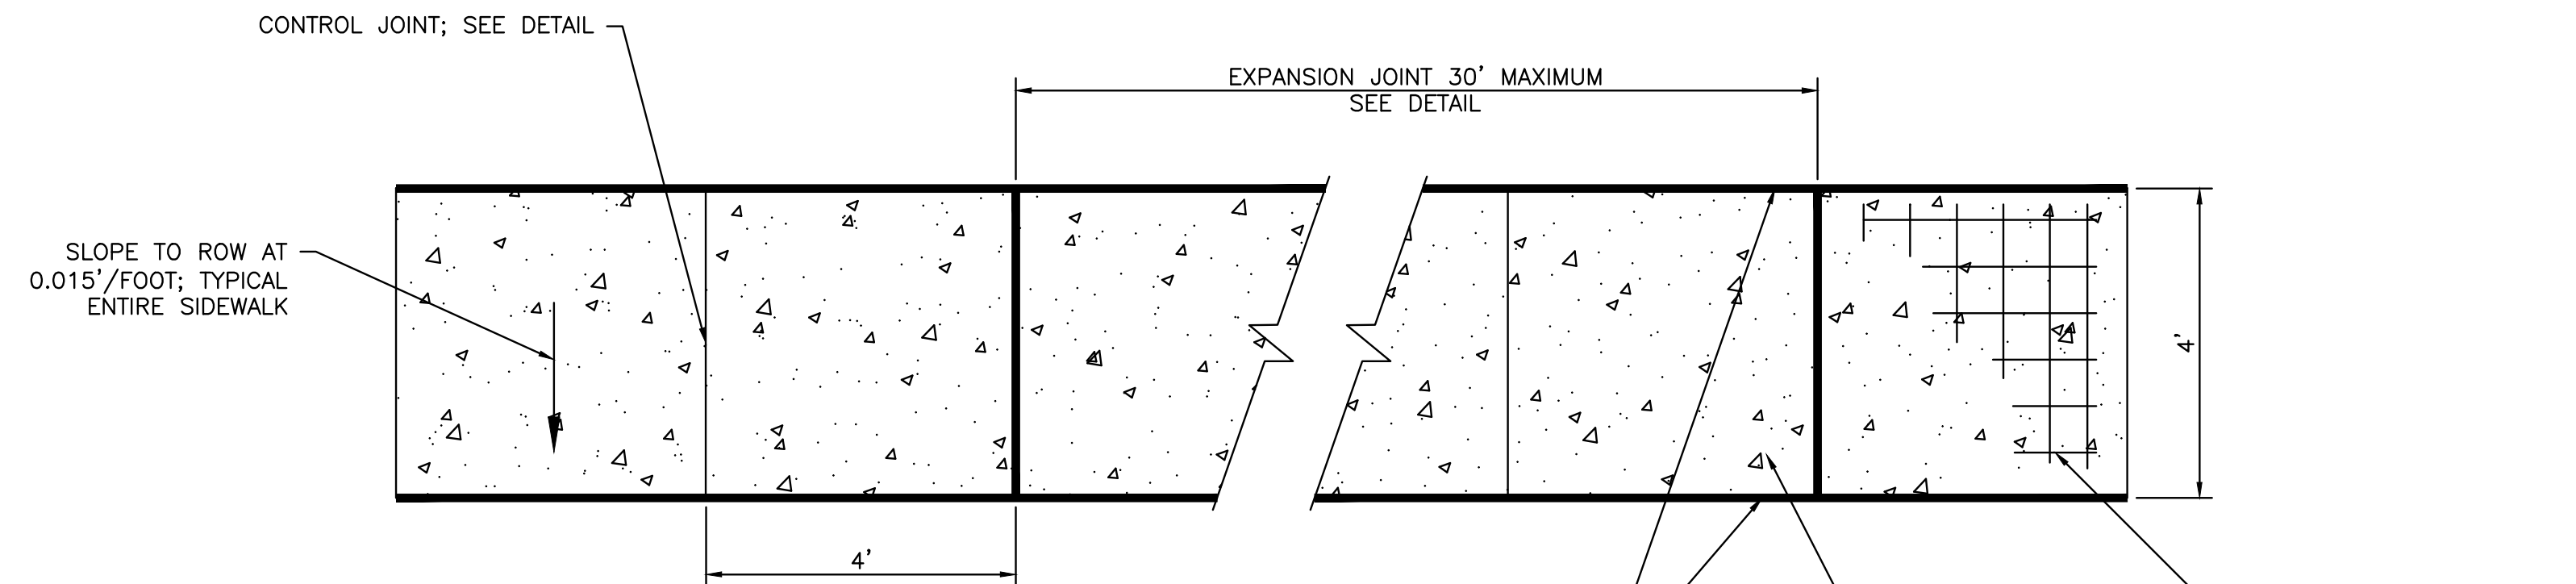 CONTROL JOINT; SEE DETAIL
EXPANSION JOINT 30' MAXIMUM
SEE DETAIL
SLOPE TO ROW AT
0.015'/FOOT; TYPICAL
ENTIRE SIDEWALK
4'
4'